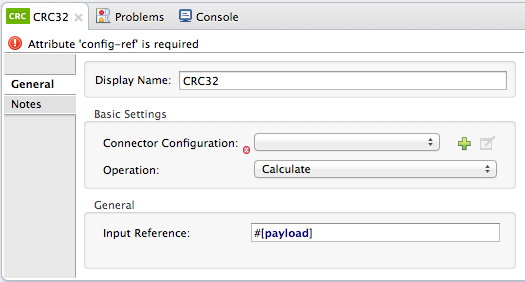 CRC CRC32 Problems Console
Attribute 'config-ref' is required
General
Notes
Display Name: CRC32
Basic Settings
Connector Configuration:
Operation: Calculate
General
Input Reference: #[payload]